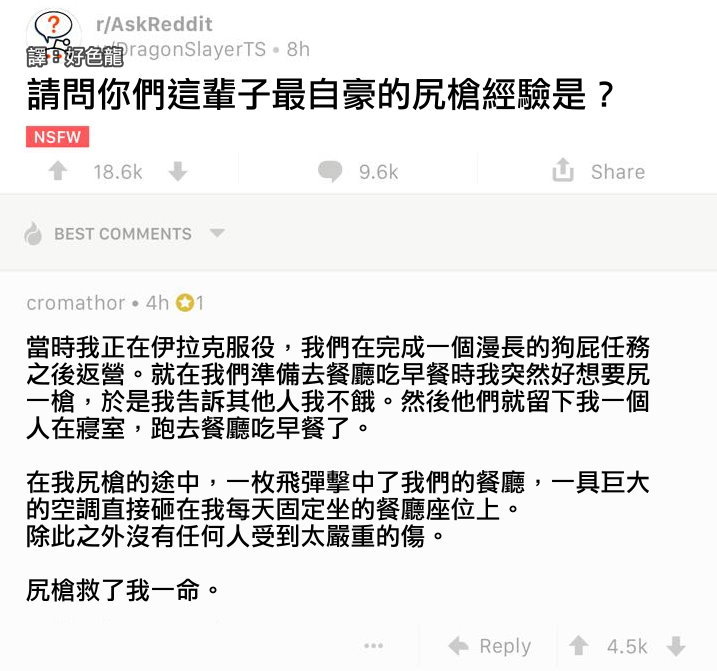 r/AskReddit
譯:好色龍
DragonSlayerTS • 8h
請問你們這輩子最自豪的尻槍經驗是？
NSFW
18.6k
9.6k
Share
BEST COMMENTS
cromathor • 4h 1
當時我正在伊拉克服役，我們在完成一個漫長的狗屁任務
之後返營。就在我們準備去餐廳吃早餐時我突然好想要尻
一槍，於是我告訴其他人我不餓。然後他們就留下我一個
人在寢室，跑去餐廳吃早餐了。
在我尻槍的途中，一枚飛彈擊中了我們的餐廳，一具巨大
的空調直接砸在我每天固定坐的餐廳座位上。
除此之外沒有任何人受到太嚴重的傷。
尻槍救了我一命。
Reply
4.5k